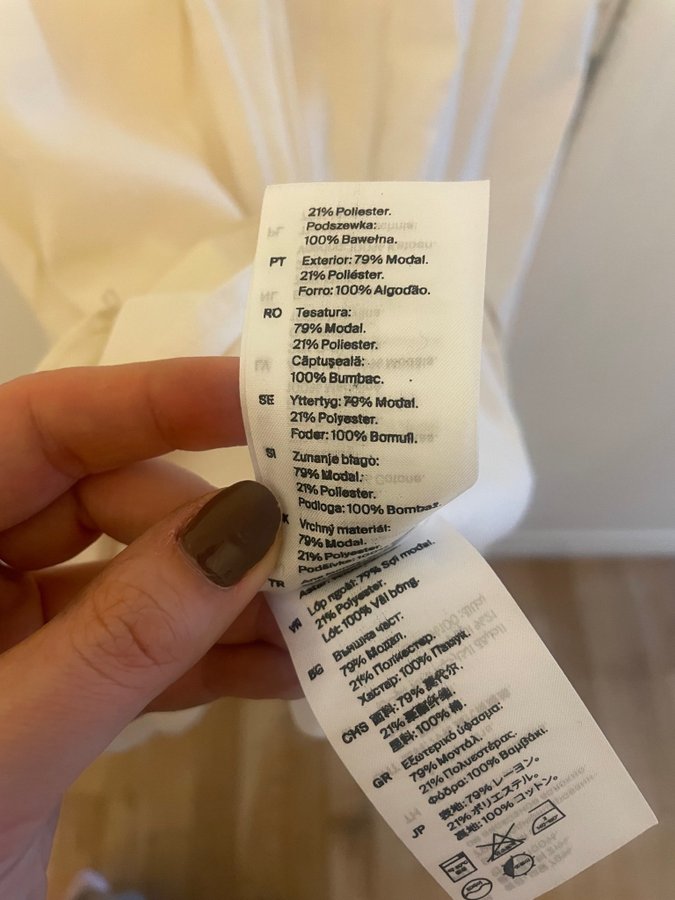 21% Poliester.
Podszewka:
100% Bawełna.
PT Exterior: 79% Modal.
21% Poliéster.
Forro: 100% Algodão.
RO Tesatura:
79% Modal.
21% Poliester.
Căptuşeală:
100% Bumbac.
SE Yttertyg: 79% Modal.
21% Polyester.
Foder: 100% Bomull.
SI Zunanje blago:
79% Modal.
21% Poliester.
Podloga: 100% Bombaž.
Vrchný materiál:
79% Modal.
21% Polyester.
TR
VN Lớp ngoài: 79% Sợi modal.
21% Polyester.
Lót: 100% Vải bông.
BG Външна част:
79% Модал.
21% Полиестер.
Хастар: 100% Памук.
CHS 面料: 79% 莫代尔.
21% 聚酯纤维.
里料: 100% 棉.
GR Εξωτερικό ύφασμα:
79% Μοντάλ.
21% Πολυεστέρας.
Φόδρα: 100% Βαμβάκι.
JP 表地: 79% レーヨン。
21% ポリエステル。
裏地: 100% コットン。